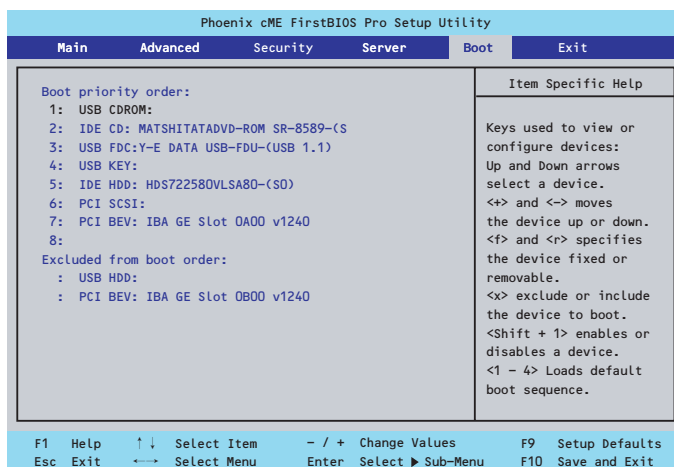 Phoenix cME FirstBIOS Pro Setup Utility
Main Advanced Security Server Boot Exit
Boot priority order:
1: USB CDROM:
2: IDE CD: MATSHITATADVD-ROM SR-8589-(S
3: USB FDC:Y-E DATA USB-FDU-(USB 1.1)
4: USB KEY:
5: IDE HDD: HDS722580VLSA80-(S0)
6: PCI SCSI:
7: PCI BEV: IBA GE Slot 0A00 v1240
8:
Excluded from boot order:
: USB HDD:
: PCI BEV: IBA GE Slot 0B00 v1240
Item Specific Help
Keys used to view or
configure devices:
Up and Down arrows
select a device.
<+> and <-> moves
the device up or down.
<f> and <r> specifies
the device fixed or
removable.
<x> exclude or include
the device to boot.
<Shift + 1> enables or
disables a device.
<1 – 4> Loads default
boot sequence.
F1 Help ↑↓ Select Item – / + Change Values F9 Setup Defaults
Esc Exit ←→ Select Menu Enter Select ▶ Sub-Menu F10 Save and Exit